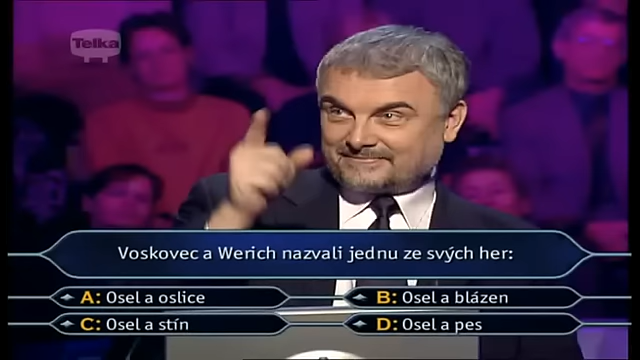 Telka
Voskovec a Werich nazvali jednu ze svých her:
A: Osel a oslice
B: Osel a blázen
C: Osel a stín
D: Osel a pes